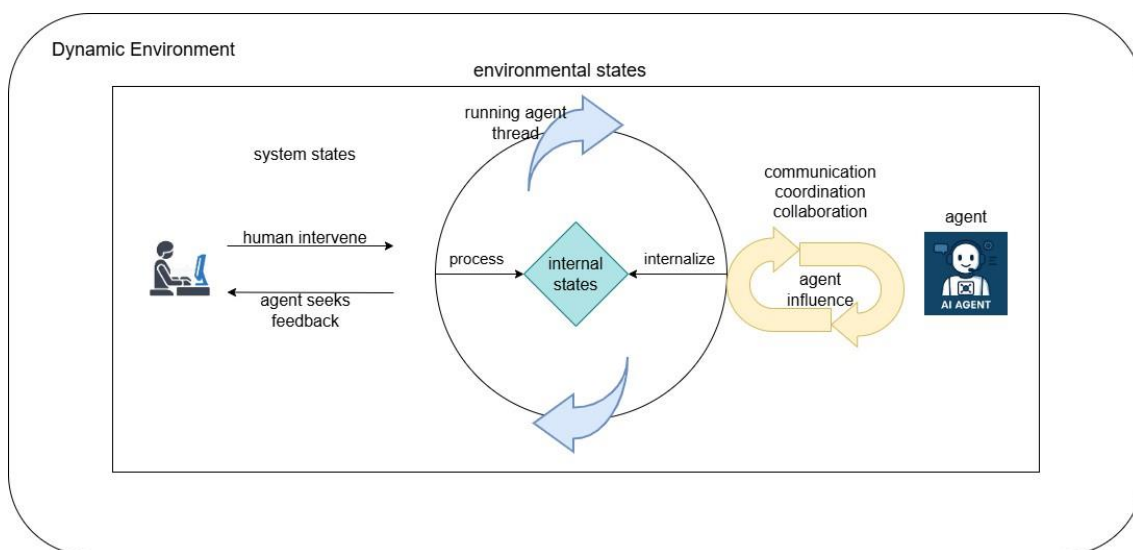 Dynamic Environment
environmental states
running agent
thread
system states
communication
coordination
collaboration
agent
human intervene
process
internal
states
internalize
agent
influence
agent seeks
feedback
AI AGENT